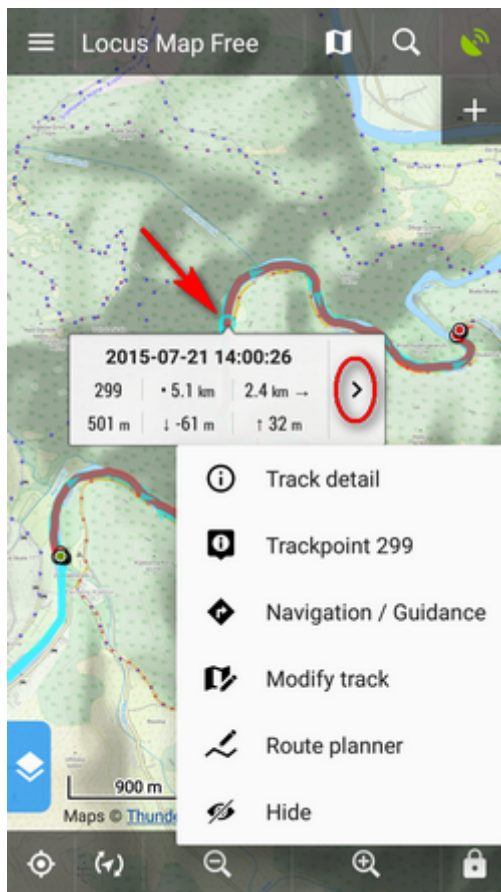 Locus Map Free
2015-07-21 14:00:26
299 • 5.1 km 2.4 km →
501 m ↓ -61 m ↑ 32 m
Track detail
Trackpoint 299
Navigation / Guidance
Modify track
Route planner
Hide
900 m
Maps © Thund